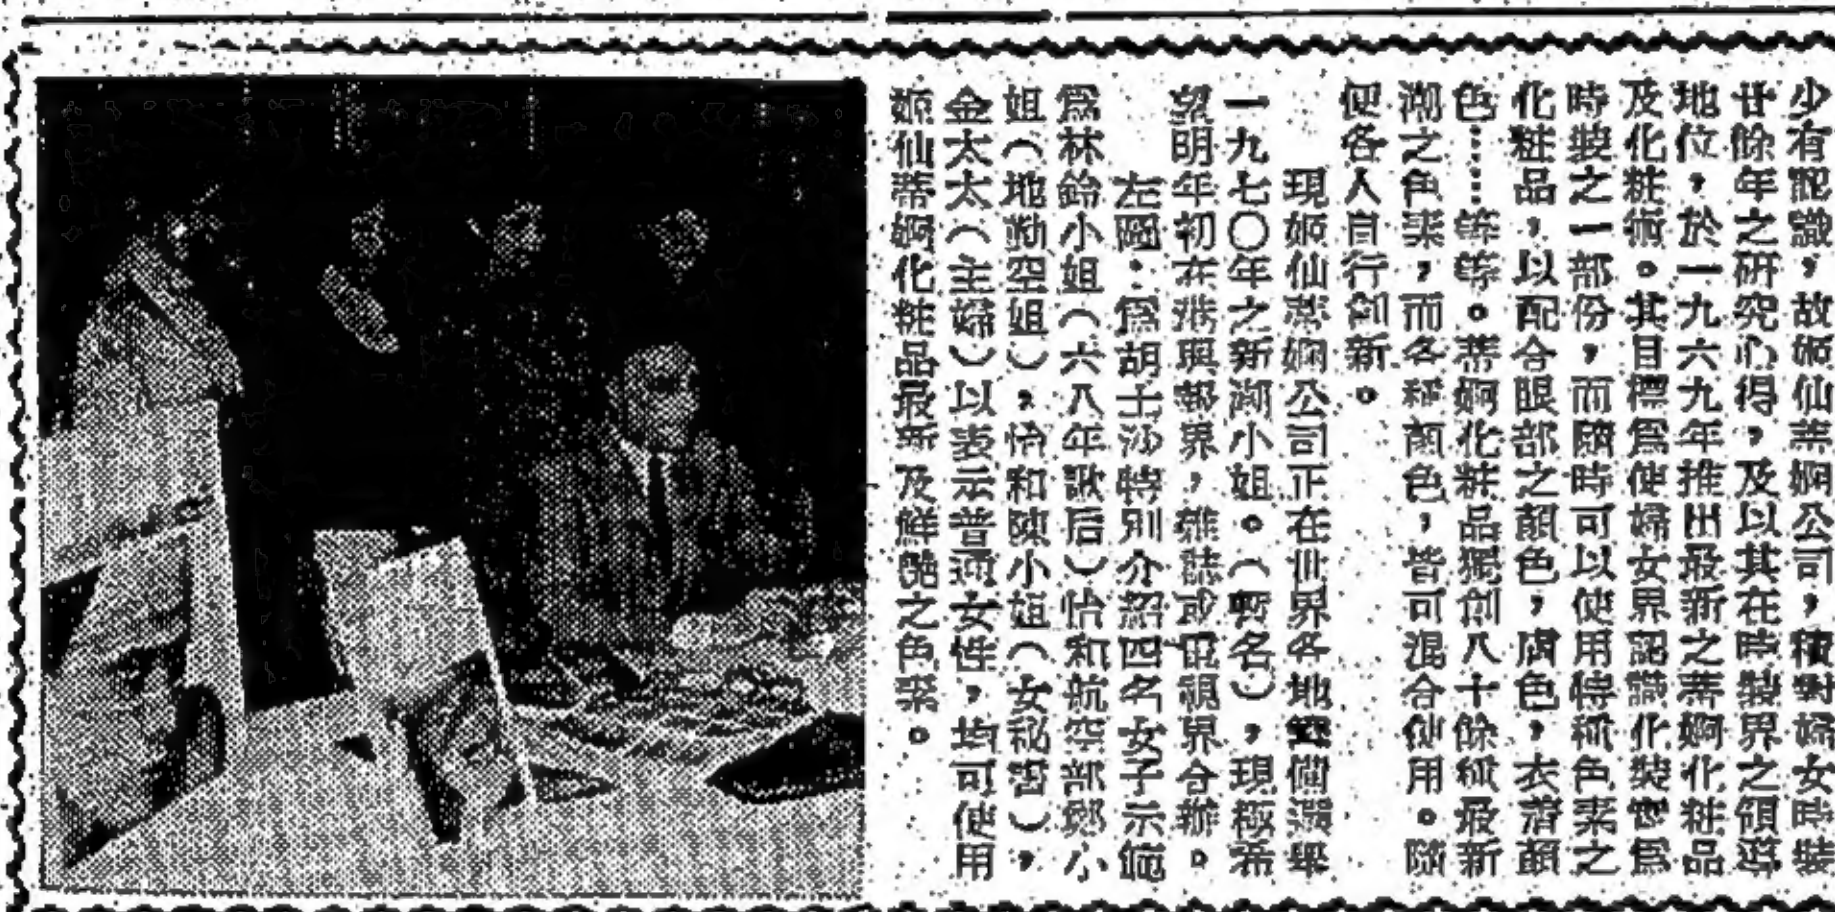 少有認識，故姬仙蒂婀公司，積對婦女時裝
廿餘年之研究心得，及以其在時裝界之領導
地位，於一九六九年推出最新之蒂婀化粧品
及化粧術。其目標爲使婦女界認識化裝實爲
時裝之一部份，而隨時可以使用特種色素之
化粧品，以配合眼部之顏色，膚色，衣着顏
色……等等。蒂婀化粧品獨創八十餘種最新
潮之色素，而各種顏色，皆可混合使用。隨
便各人自行創新。
現姬仙蒂婀公司正在世界各地籌備選舉
一九七〇年之新潮小姐。（暫名），現極希
望明年初在港與報界，雜誌或電視界合辦。
左圖：爲胡子沙特別介紹四名女子示範
爲林鈴小姐（六八年歌后）怡和航空部鄭小
姐（地勤空姐），怡和陳小姐（女秘書），
金太太（主婦）以表示普通女性，均可使用
姬仙蒂婀化粧品最新及鮮艷之色素。